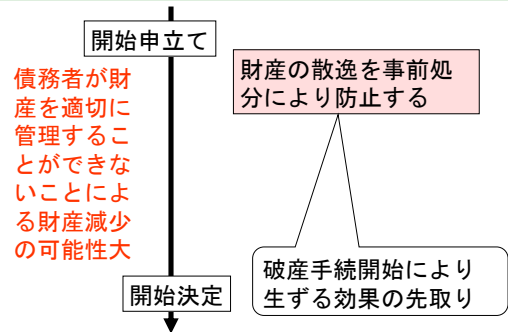 開始申立て
債務者が財
産を適切に
管理するこ
とができな
いことによ
る財産減少
の可能性大
財産の散逸を事前処
分により防止する
破産手続開始により
生ずる効果の先取り
開始決定